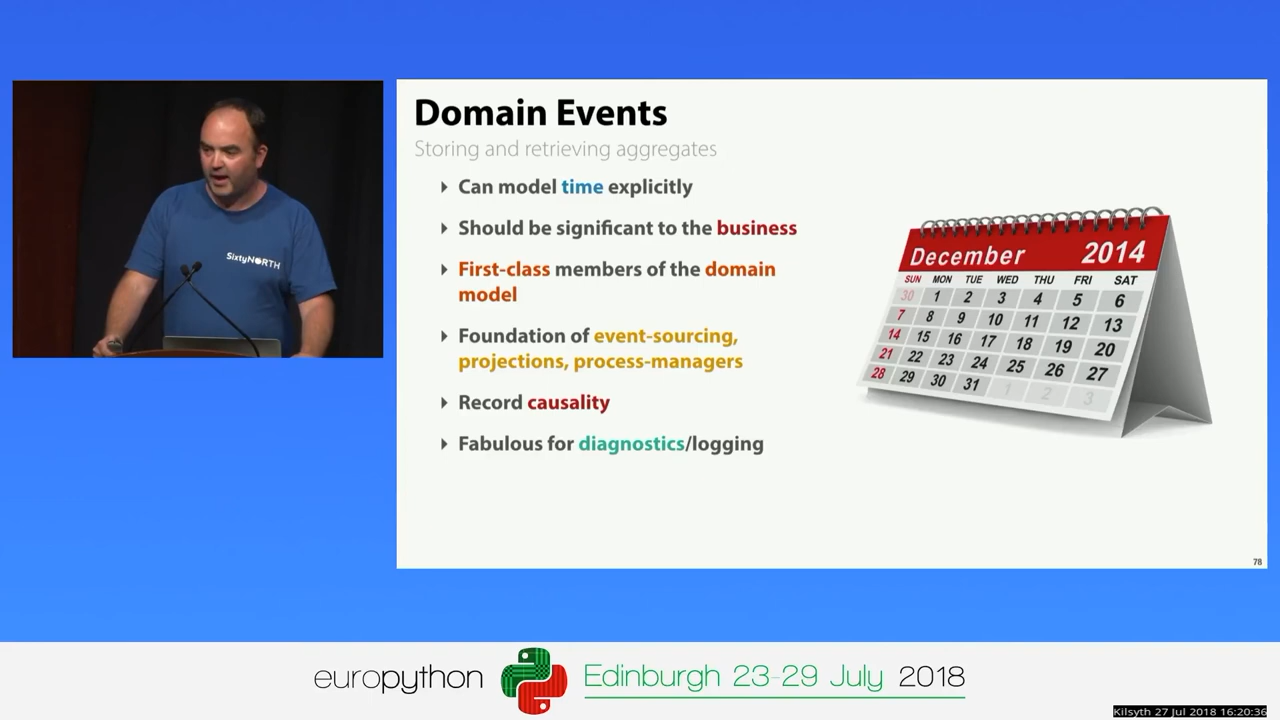 SixtyNORTH
Domain Events
Storing and retrieving aggregates
Can model time explicitly
Should be significant to the business
First-class members of the domain
model
Foundation of event-sourcing,
projections, process-managers
Record causality
Fabulous for diagnostics/logging
December 2014
SUN MON TUE WED THU FRI SAT
30 1 2 3 4 5 6
7 8 9 10 11 12 13
14 15 16 17 18 19 20
21 22 23 24 25 26 27
28 29 30 31 1 2 3
78
europython Edinburgh 23-29 July 2018
Kilsyth 27 Jul 2018 16:20:36